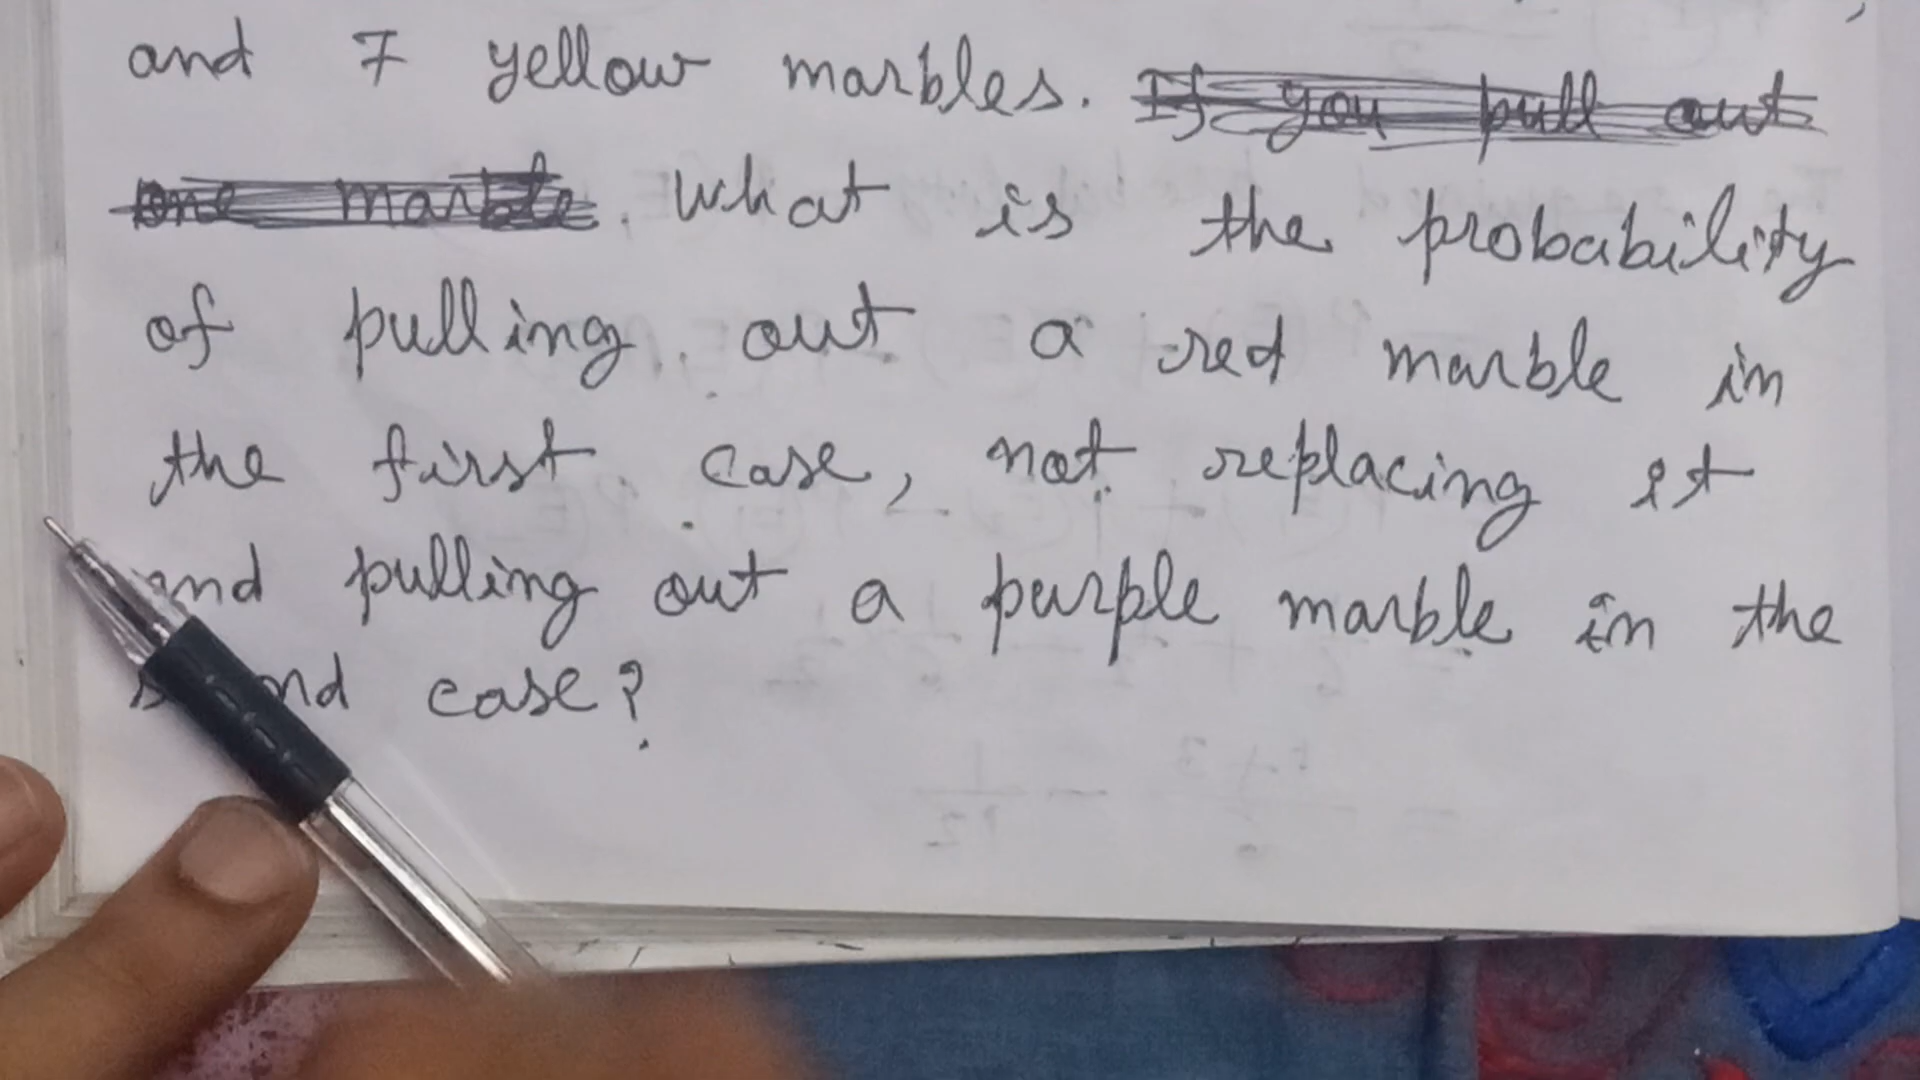 and 7 yellow marbles. If you pull out
one marble. What is the probability
of pulling out a red marble in
the first case, not replacing it
and pulling out a purple marble in the
case?